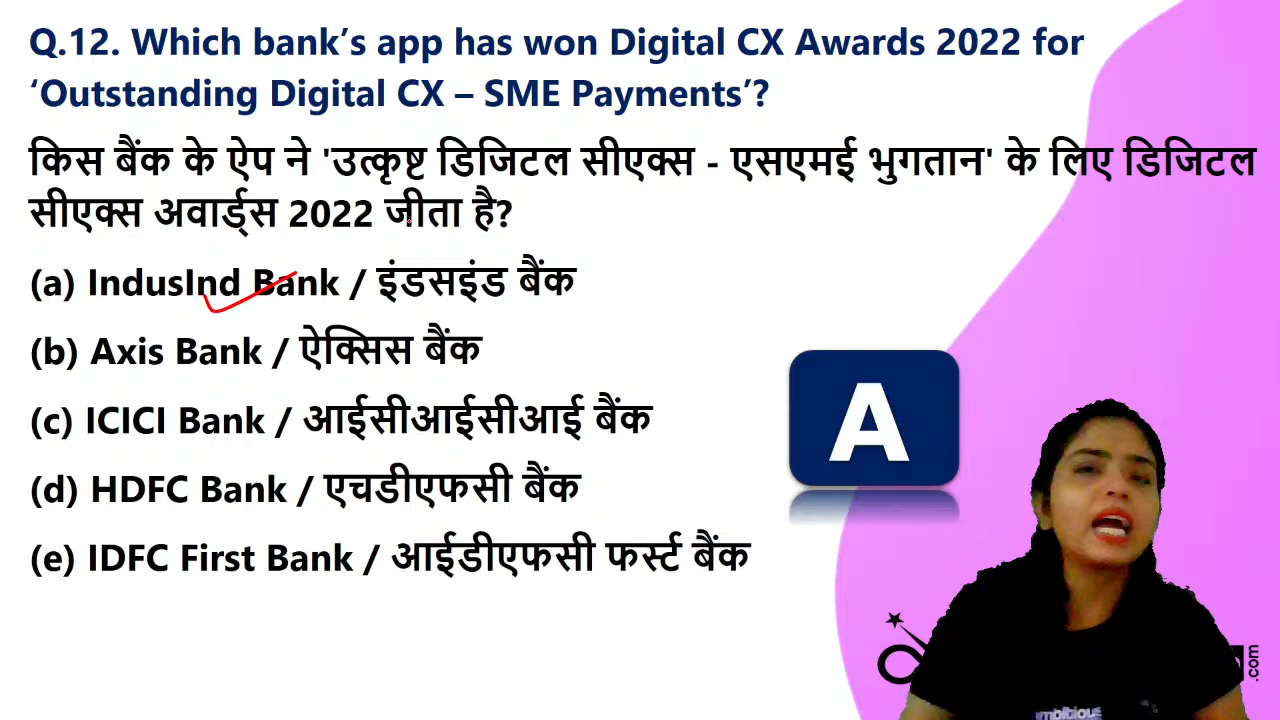 Q.12. Which bank's app has won Digital CX Awards 2022 for
‘Outstanding Digital CX – SME Payments’?
किस बैंक के ऐप ने 'उत्कृष्ट डिजिटल सीएक्स - एसएमई भुगतान' के लिए डिजिटल
सीएक्स अवार्ड्स 2022 जीता है?
(a) IndusInd Bank / इंडसइंड बैंक
(b) Axis Bank / ऐक्सिस बैंक
(c) ICICI Bank / आईसीआईसीआई बैंक
(d) HDFC Bank / एचडीएफसी बैंक
(e) IDFC First Bank / आईडीएफसी फर्स्ट बैंक
A
.com